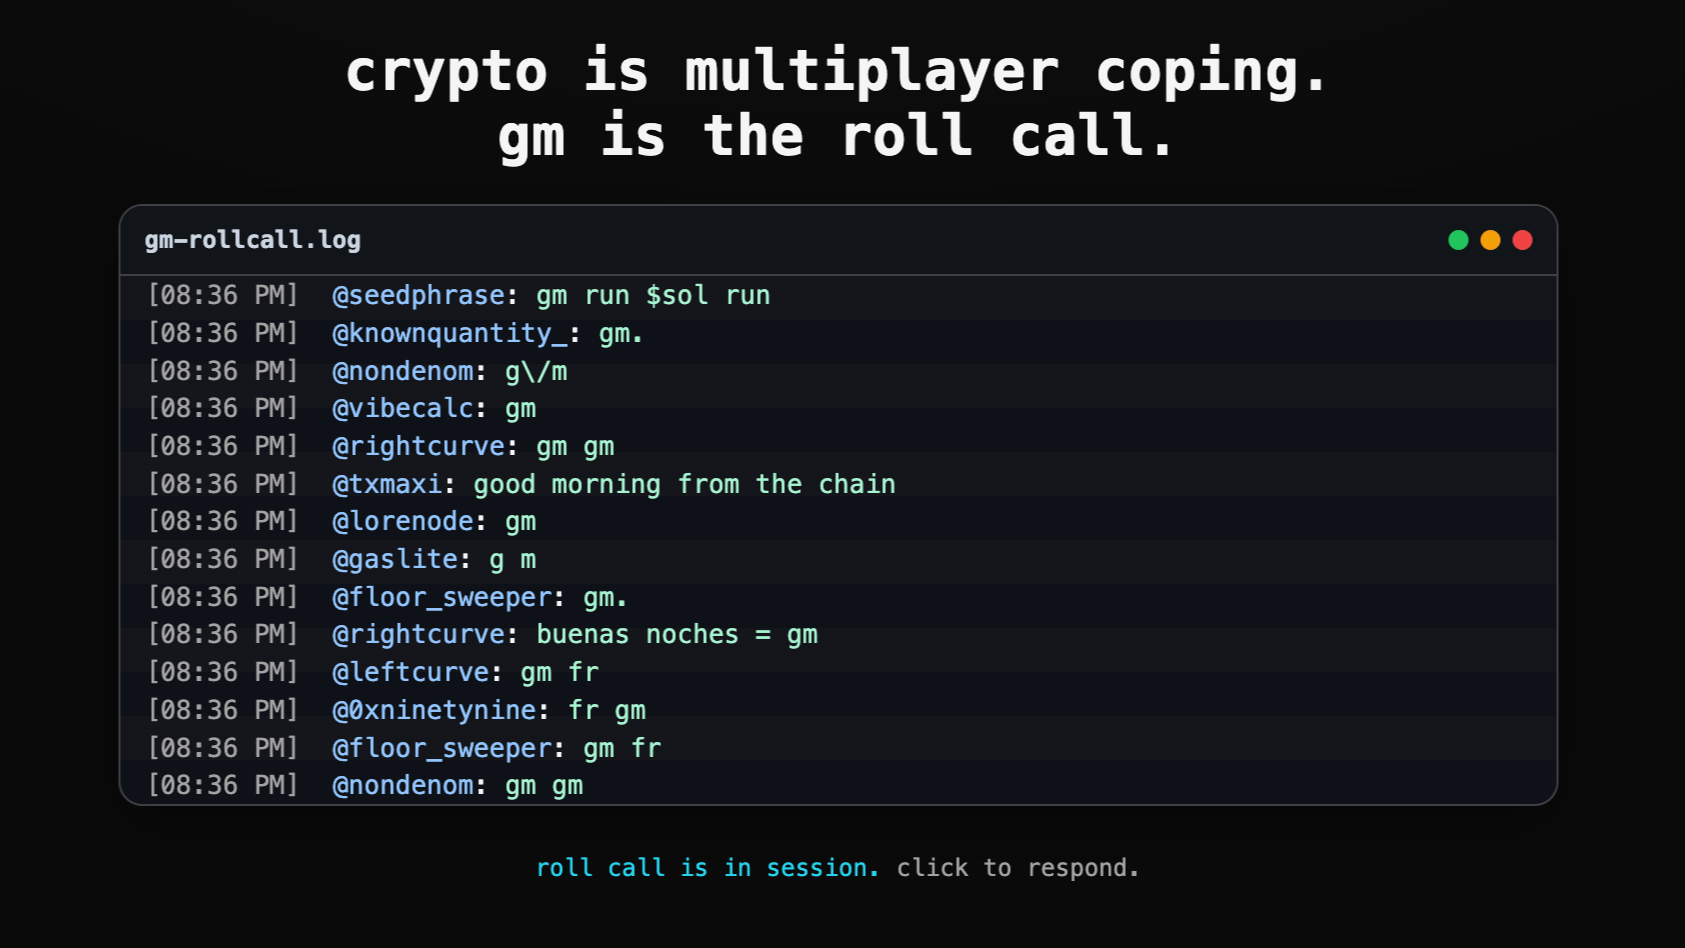 crypto is multiplayer coping.
gm is the roll call.
gm-rollcall.log
[08:36 PM] @seedphrase: gm run $sol run
[08:36 PM] @knownquantity_: gm.
[08:36 PM] @nondenom: g\/m
[08:36 PM] @vibecalc: gm
[08:36 PM] @rightcurve: gm gm
[08:36 PM] @txmaxi: good morning from the chain
[08:36 PM] @lorenode: gm
[08:36 PM] @gaslite: g m
[08:36 PM] @floor_sweeper: gm.
[08:36 PM] @rightcurve: buenas noches = gm
[08:36 PM] @leftcurve: gm fr
[08:36 PM] @0xninetynine: fr gm
[08:36 PM] @floor_sweeper: gm fr
[08:36 PM] @nondenom: gm gm
roll call is in session. click to respond.